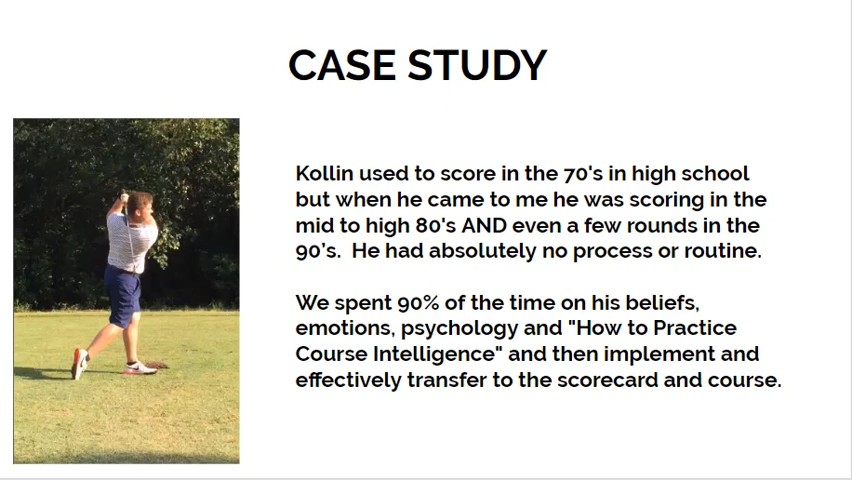 CASE STUDY
Kollin used to score in the 70's in high school
but when he came to me he was scoring in the
mid to high 80's AND even a few rounds in the
90's. He had absolutely no process or routine.
We spent 90% of the time on his beliefs,
emotions, psychology and "How to Practice
Course Intelligence" and then implement and
effectively transfer to the scorecard and course.